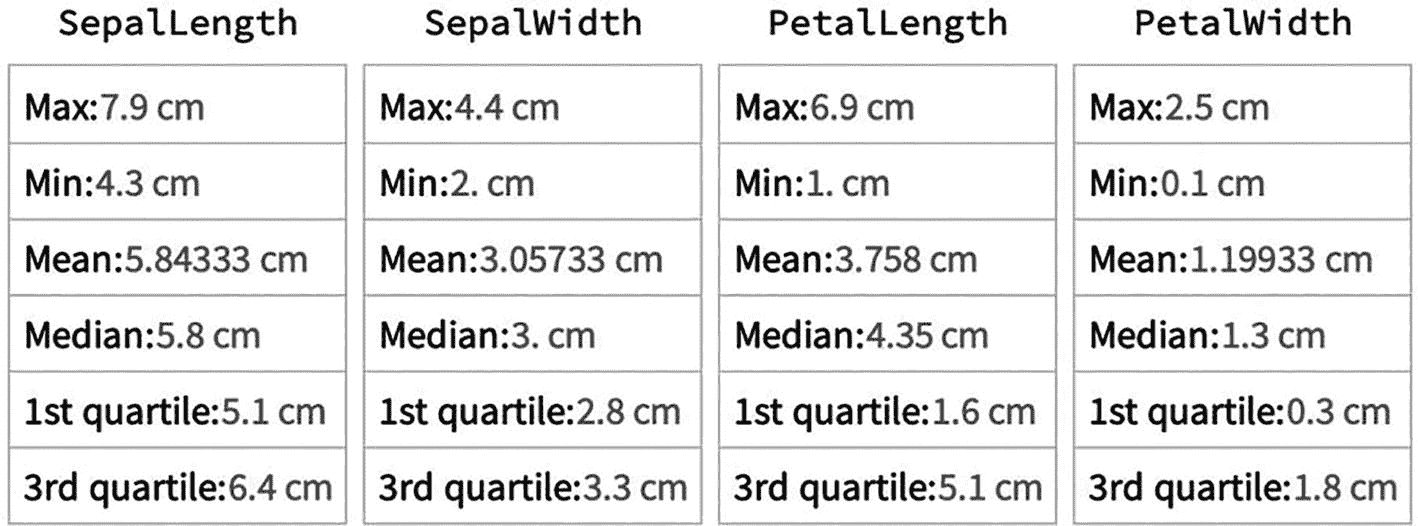 SepalLength SepalWidth PetalLength PetalWidth
Max:7.9 cm Max:4.4 cm Max:6.9 cm Max:2.5 cm
Min:4.3 cm Min:2. cm Min:1. cm Min:0.1 cm
Mean:5.84333 cm Mean:3.05733 cm Mean:3.758 cm Mean:1.19933 cm
Median:5.8 cm Median:3. cm Median:4.35 cm Median:1.3 cm
1st quartile:5.1 cm 1st quartile:2.8 cm 1st quartile:1.6 cm 1st quartile:0.3 cm
3rd quartile:6.4 cm 3rd quartile:3.3 cm 3rd quartile:5.1 cm 3rd quartile:1.8 cm